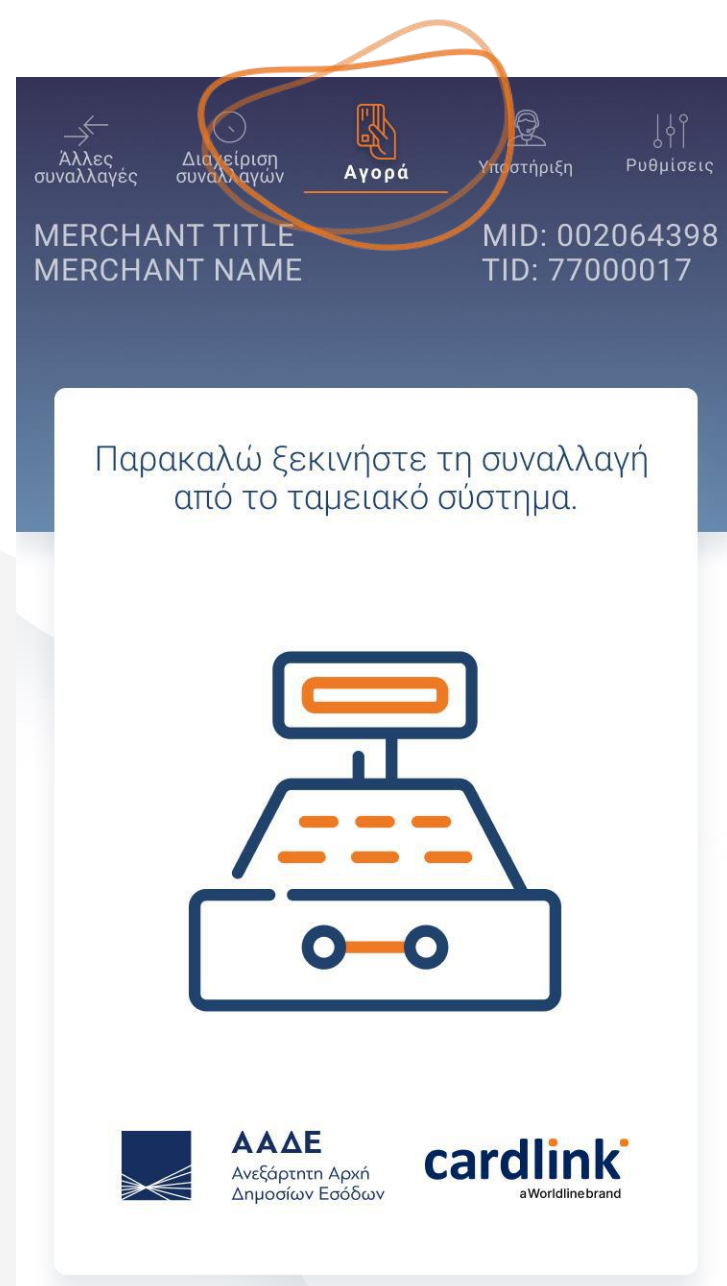 Άλλες
συναλλαγές
Διαχείριση
συναλλαγών
Αγορά
Υποστήριξη
Ρυθμίσεις
MERCHANT TITLE
MERCHANT NAME
MID: 002064398
TID: 77000017
Παρακαλώ ξεκινήστε τη συναλλαγή
από το ταμειακό σύστημα.
ΑΑΔΕ
Ανεξάρτητη Αρχή
Δημοσίων Εσόδων
cardlink
a Worldline brand